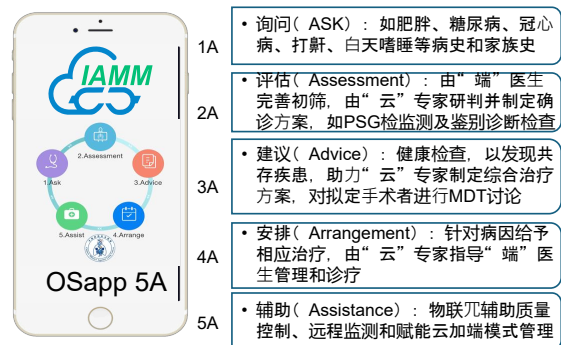 IAMM
2.Assessment
1.Ask
3.Advice
5.Assist
4.Arrange
OSapp 5A
1A
• 询问( ASK) : 如肥胖、糖尿病、冠心
病、打鼾、白天嗜睡等病史和家族史
2A
• 评估( Assessment) : 由“端”医生
完善初筛, 由“云”专家研判并制定确
诊方案, 如PSG检监测及鉴别诊断检查
3A
• 建议( Advice) : 健康检查, 以发现共
存疾患, 助力“云”专家制定综合治疗
方案, 对拟定手术者进行MDT讨论
4A
• 安排( Arrangement) : 针对病因给予
相应治疗, 由“云”专家指导“端”医
生管理和诊疗
5A
• 辅助( Assistance) : 物联冗辅助质量
控制、远程监测和赋能云加端模式管理